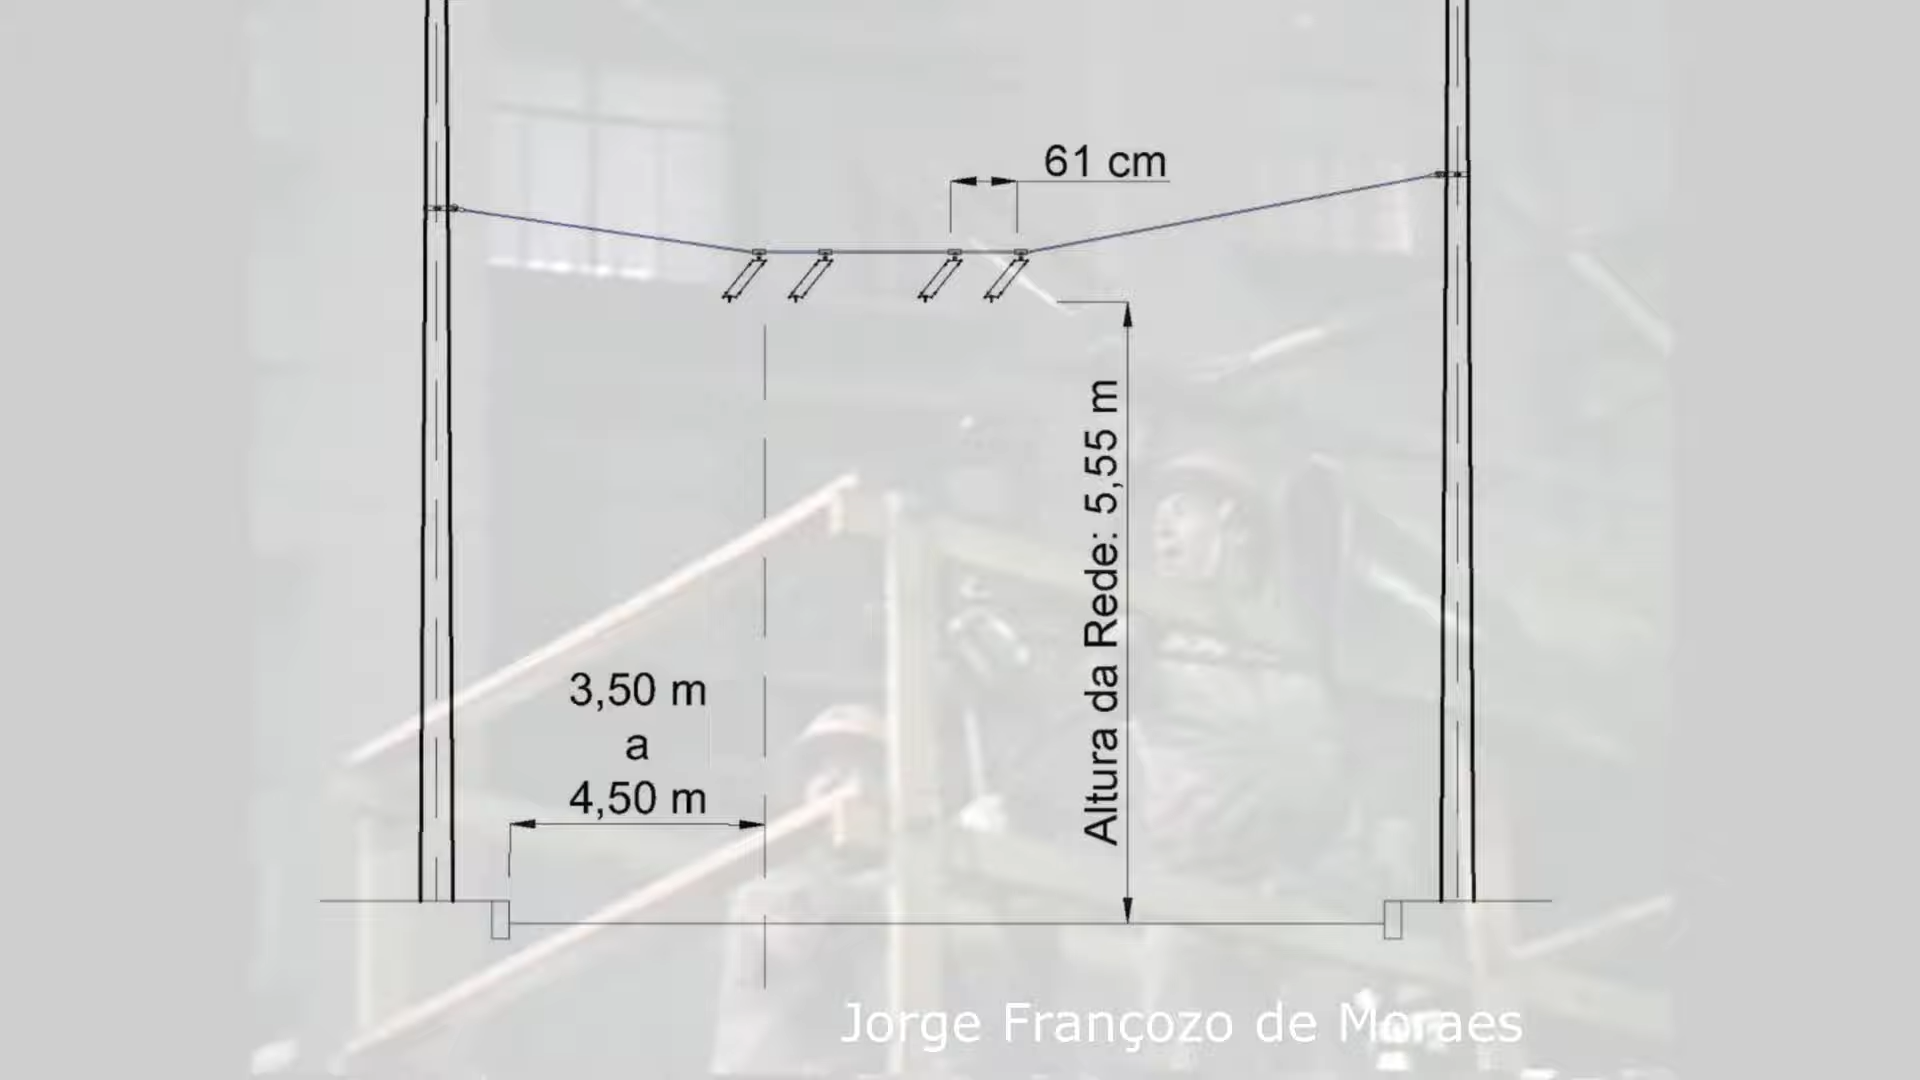 61 cm
Altura da Rede: 5,55 m
3,50 m
a
4,50 m
Jorge Françozo de Moraes